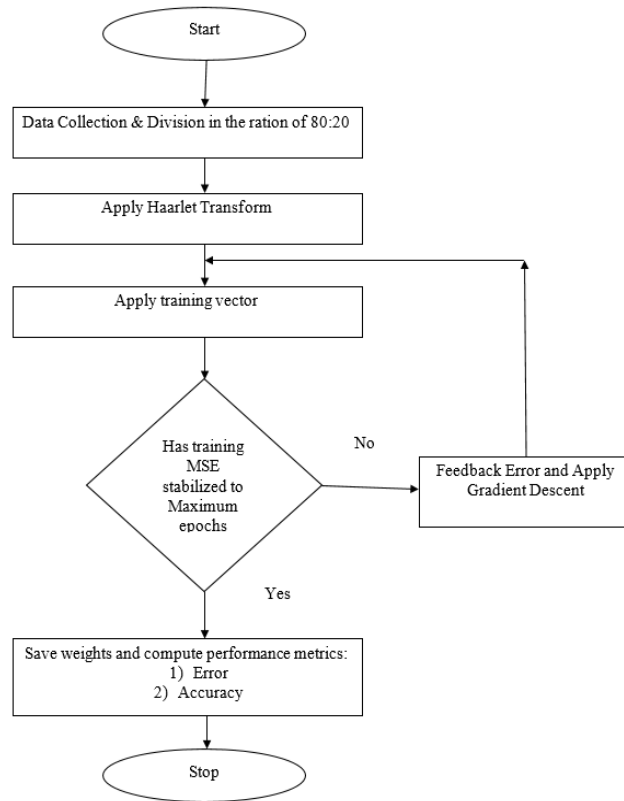 Start
Data Collection & Division in the ration of 80:20
Apply Haarlet Transform
Apply training vector
Has training
MSE
stabilized to
Maximum
epochs
No
Feedback Error and Apply
Gradient Descent
Yes
Save weights and compute performance metrics:
1) Error
2) Accuracy
Stop